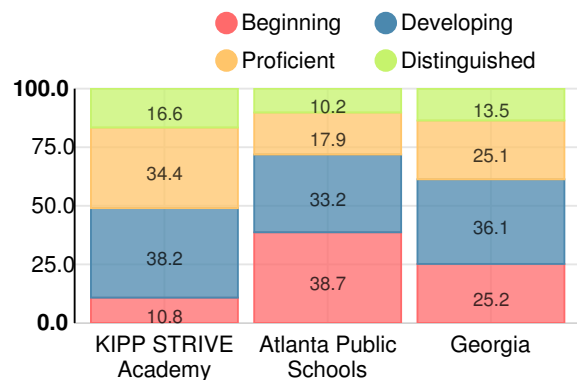 Beginning Developing
Proficient Distinguished
100.0
75.0
50.0
25.0
0.0
16.6 10.2 13.5
34.4 17.9 25.1
38.2 33.2 36.1
10.8 38.7 25.2
KIPP STRIVE Atlanta Public Georgia
Academy Schools